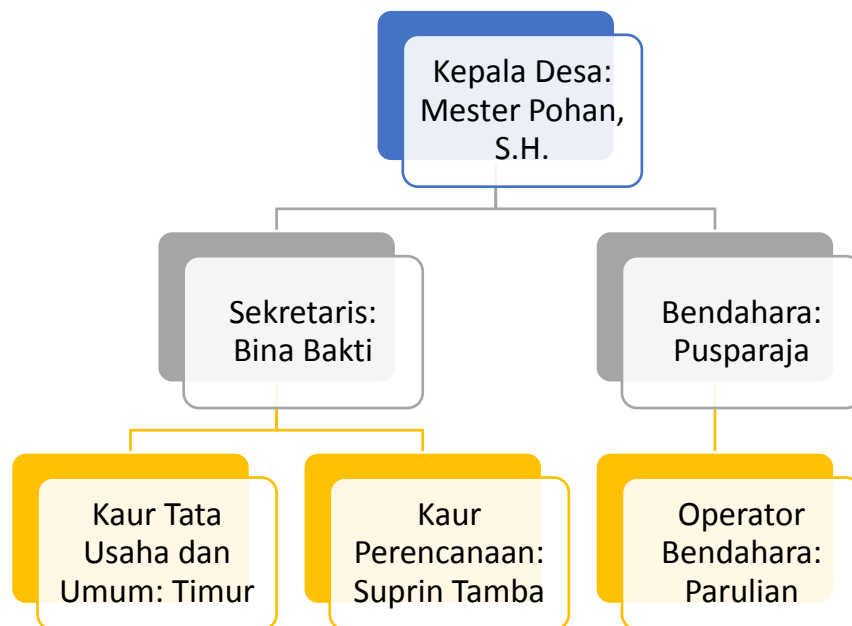 Kepala Desa:
Mester Pohan,
S.H.
Sekretaris:
Bina Bakti
Bendahara:
Pusparaja
Kaur Tata
Usaha dan
Umum: Timur
Kaur
Perencanaan:
Suprin Tamba
Operator
Bendahara:
Parulian